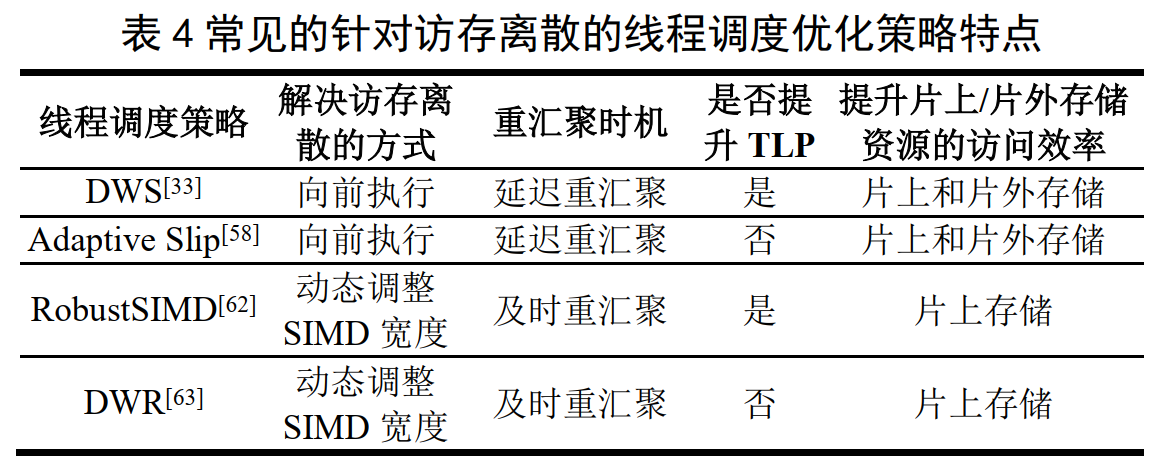 表 4 常见的针对访存离散的线程调度优化策略特点
线程调度策略 解决访存离散的方式 重汇聚时机 是否提升 TLP 提升片上/片外存储资源的访问效率
DWS[33] 向前执行 延迟重汇聚 是 片上和片外存储
Adaptive Slip[58] 向前执行 延迟重汇聚 否 片上和片外存储
RobustSIMD[62] 动态调整 SIMD 宽度 及时重汇聚 是 片上存储
DWR[63] 动态调整 SIMD 宽度 及时重汇聚 否 片上存储